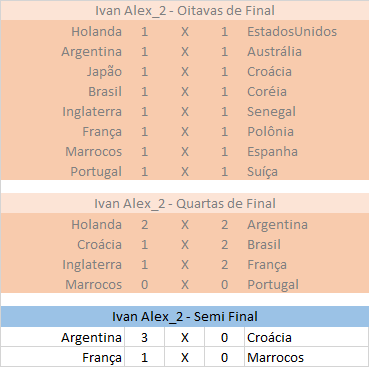 Ivan Alex_2 - Oitavas de Final
Holanda 1 X 1 EstadosUnidos
Argentina 1 X 1 Austrália
Japão 1 X 1 Croácia
Brasil 1 X 1 Coréia
Inglaterra 1 X 1 Senegal
França 1 X 1 Polônia
Marrocos 1 X 1 Espanha
Portugal 1 X 1 Suíça
Ivan Alex_2 - Quartas de Final
Holanda 2 X 2 Argentina
Croácia 1 X 2 Brasil
Inglaterra 1 X 2 França
Marrocos 0 X 0 Portugal
Ivan Alex_2 - Semi Final
Argentina 3 X 0 Croácia
França 1 X 0 Marrocos